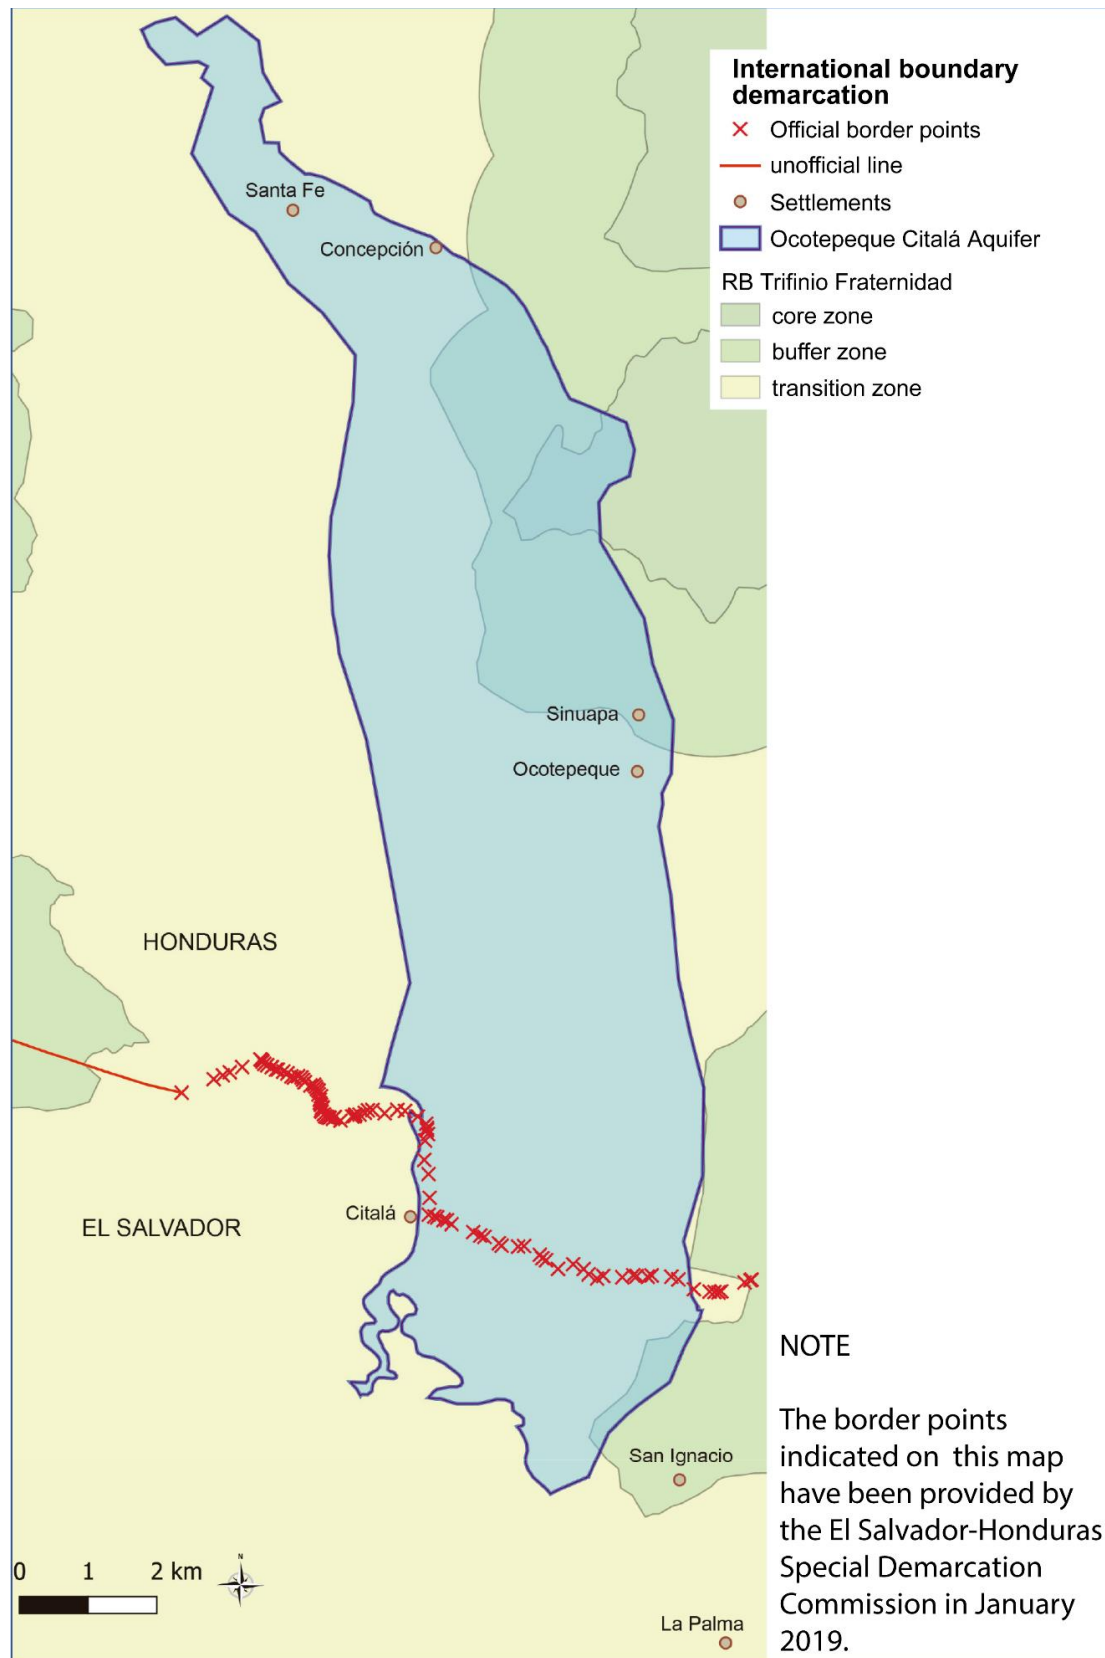 International boundary
demarcation
Official border points
unofficial line
Settlements
Ocotepeque Citalá Aquifer
RB Trifinio Fraternidad
core zone
buffer zone
transition zone
Santa Fe
Concepción
Sinuapa
Ocotepeque
HONDURAS
EL SALVADOR
Citalá
San Ignacio
La Palma
0 1 2 km
N
NOTE
The border points
indicated on this map
have been provided by
the El Salvador-Honduras
Special Demarcation
Commission in January
2019.